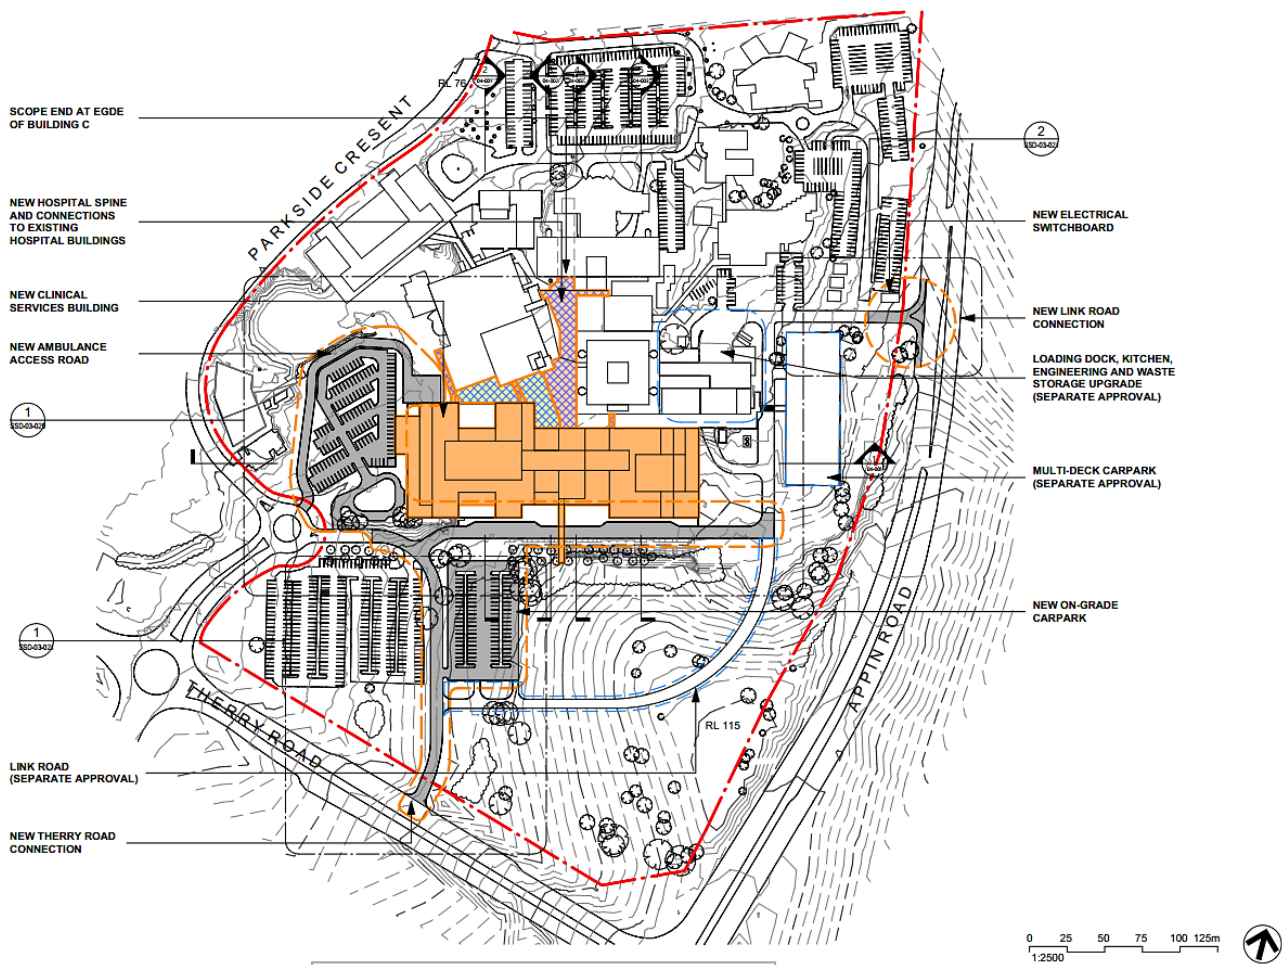 SCOPE END AT EGDE
OF BUILDING C
NEW HOSPITAL SPINE
AND CONNECTIONS
TO EXISTING
HOSPITAL BUILDINGS
NEW CLINICAL
SERVICES BUILDING
NEW AMBULANCE
ACCESS ROAD
1
1
LINK ROAD
(SEPARATE APPROVAL)
NEW THERRY ROAD
CONNECTION
RL 76
2
PARKSIDE CRESENT
THERRY ROAD
RL 115
APPIN ROAD
2
NEW ELECTRICAL
SWITCHBOARD
NEW LINK ROAD
CONNECTION
LOADING DOCK, KITCHEN,
ENGINEERING AND WASTE
STORAGE UPGRADE
(SEPARATE APPROVAL)
MULTI-DECK CARPARK
(SEPARATE APPROVAL)
NEW ON-GRADE
CARPARK
0 25 50 75 100 125m
1:2500